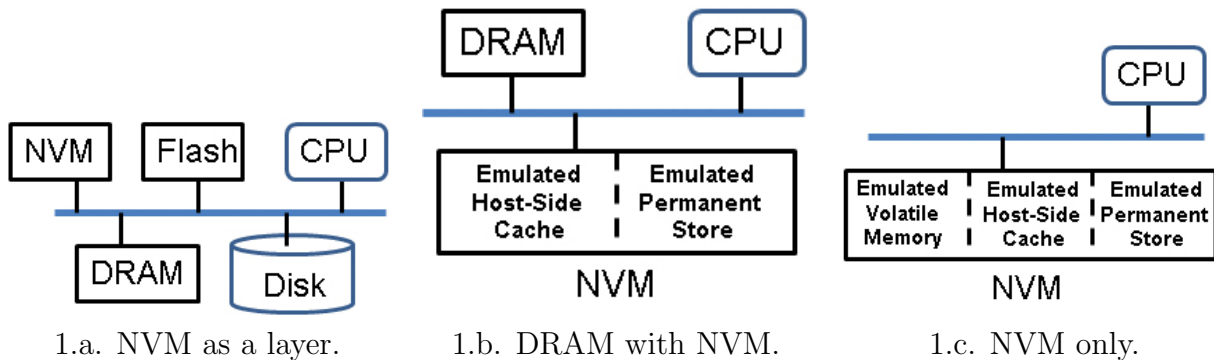 NVM
Flash
CPU
DRAM
Disk
1.a. NVM as a layer.
DRAM
CPU
Emulated
Host-Side
Cache
Emulated
Permanent
Store
NVM
1.b. DRAM with NVM.
CPU
Emulated
Volatile
Memory
Emulated
Host-Side
Cache
Emulated
Permanent
Store
NVM
1.c. NVM only.